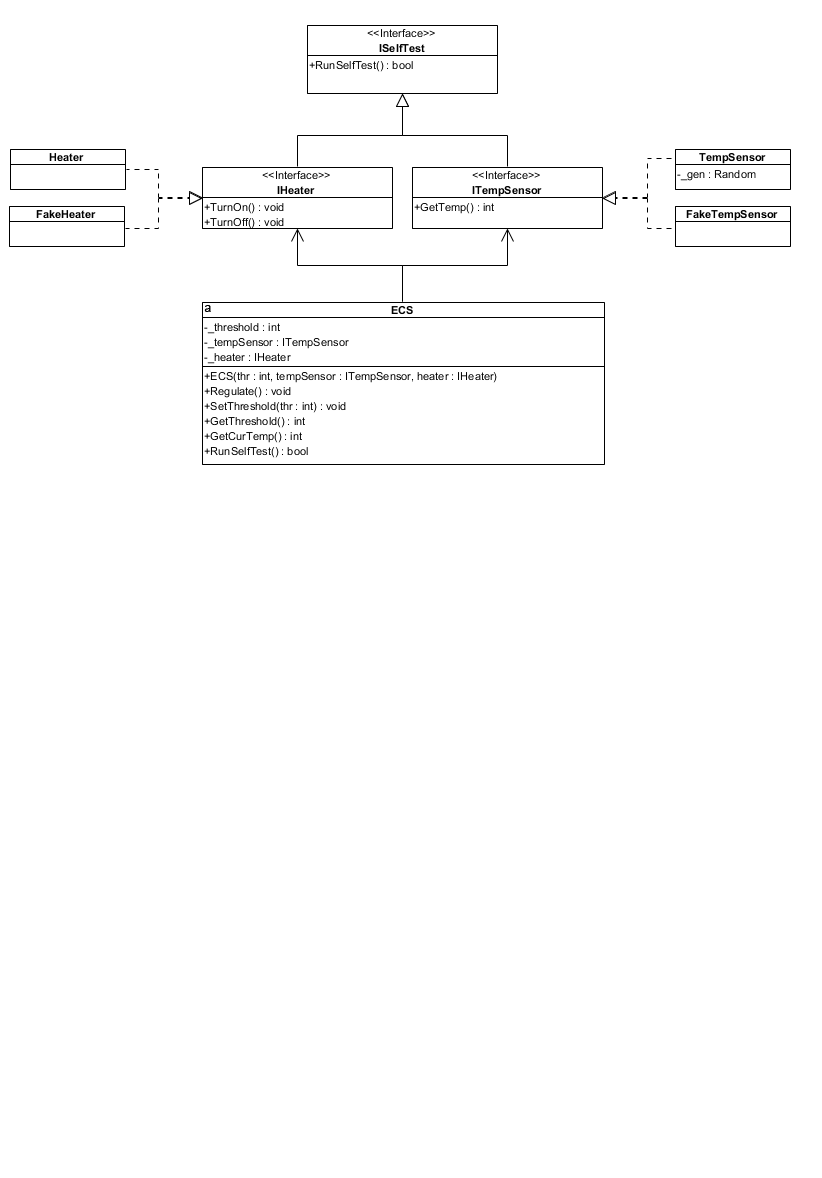 <<Interface>>
ISelfTest
+RunSelfTest() : bool
Heater
FakeHeater
<<Interface>>
IHeater
+TurnOn() : void
+TurnOff() : void
<<Interface>>
ITempSensor
+GetTemp() : int
TempSensor
-_gen : Random
FakeTempSensor
a
ECS
-_threshold : int
-_tempSensor : ITempSensor
-_heater : IHeater
+ECS(thr : int, tempSensor : ITempSensor, heater : IHeater)
+Regulate() : void
+SetThreshold(thr : int) : void
+GetThreshold() : int
+GetCurTemp() : int
+RunSelfTest() : bool